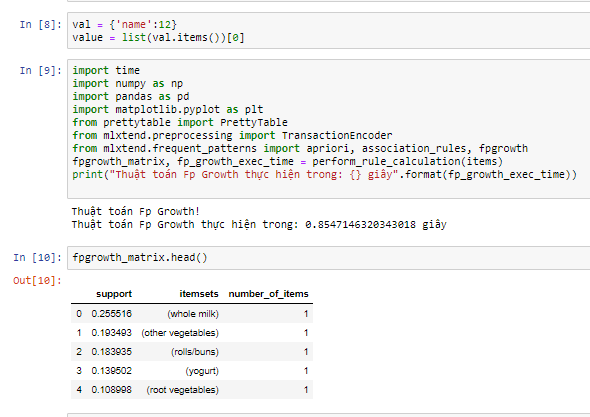 In [8]: val = {'name':12}
value = list(val.items())[0]
In [9]: import time
import numpy as np
import pandas as pd
import matplotlib.pyplot as plt
from prettytable import PrettyTable
from mlxtend.preprocessing import TransactionEncoder
from mlxtend.frequent_patterns import apriori, association_rules, fpgrowth
fpgrowth_matrix, fp_growth_exec_time = perform_rule_calculation(items)
print("Thuật toán Fp Growth thực hiện trong: {} giây".format(fp_growth_exec_time))
Thuật toán Fp Growth!
Thuật toán Fp Growth thực hiện trong: 0.8547146320343018 giây
In [10]: fpgrowth_matrix.head()
Out[10]:
support itemsets number_of_items
0 0.255516 (whole milk) 1
1 0.193493 (other vegetables) 1
2 0.183935 (rolls/buns) 1
3 0.139502 (yogurt) 1
4 0.108998 (root vegetables) 1